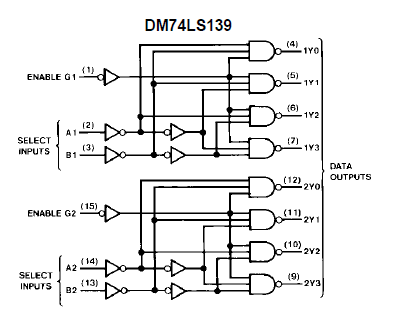 DM74LS139
(4) 1Y0
ENABLE G1 (1)
(5) 1Y1
(6) 1Y2
SELECT INPUTS
A1 (2)
B1 (3)
(7) 1Y3
DATA OUTPUTS
(12) 2Y0
ENABLE G2 (15)
(11) 2Y1
(10) 2Y2
SELECT INPUTS
A2 (14)
B2 (13)
(9) 2Y3